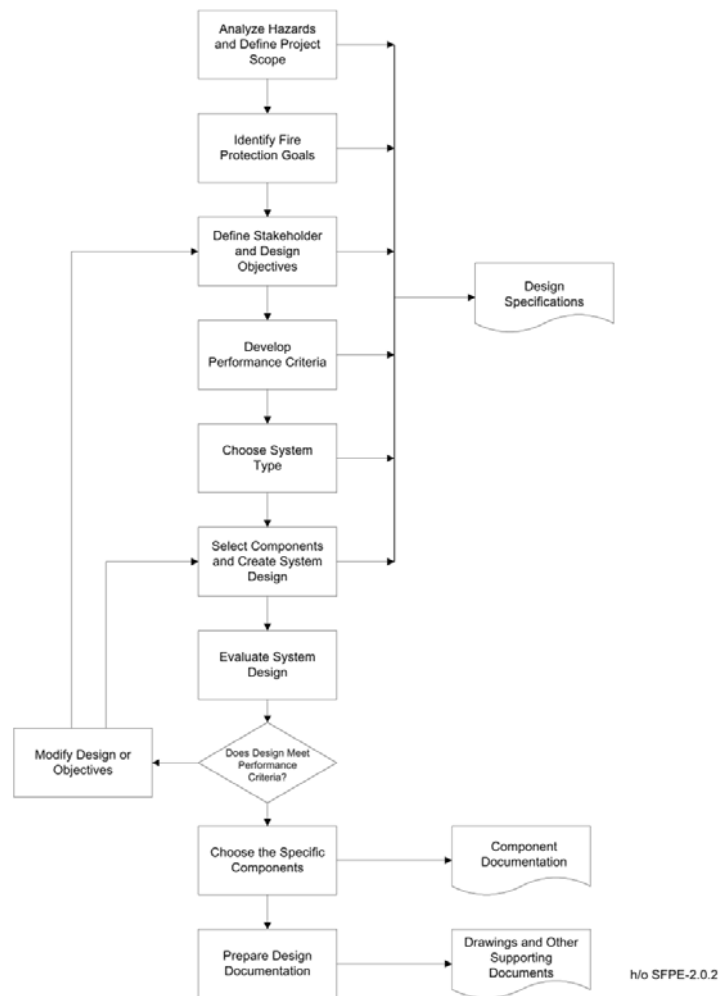 Analyze Hazards
and Define Project
Scope
Identify Fire
Protection Goals
Define Stakeholder
and Design
Objectives
Design
Specifications
Develop
Performance Criteria
Choose System
Type
Select Components
and Create System
Design
Evaluate System
Design
Modify Design or
Objectives
Does Design Meet
Performance
Criteria?
Choose the Specific
Components
Component
Documentation
Prepare Design
Documentation
Drawings and Other
Supporting
Documents
h/o SFPE-2.0.2